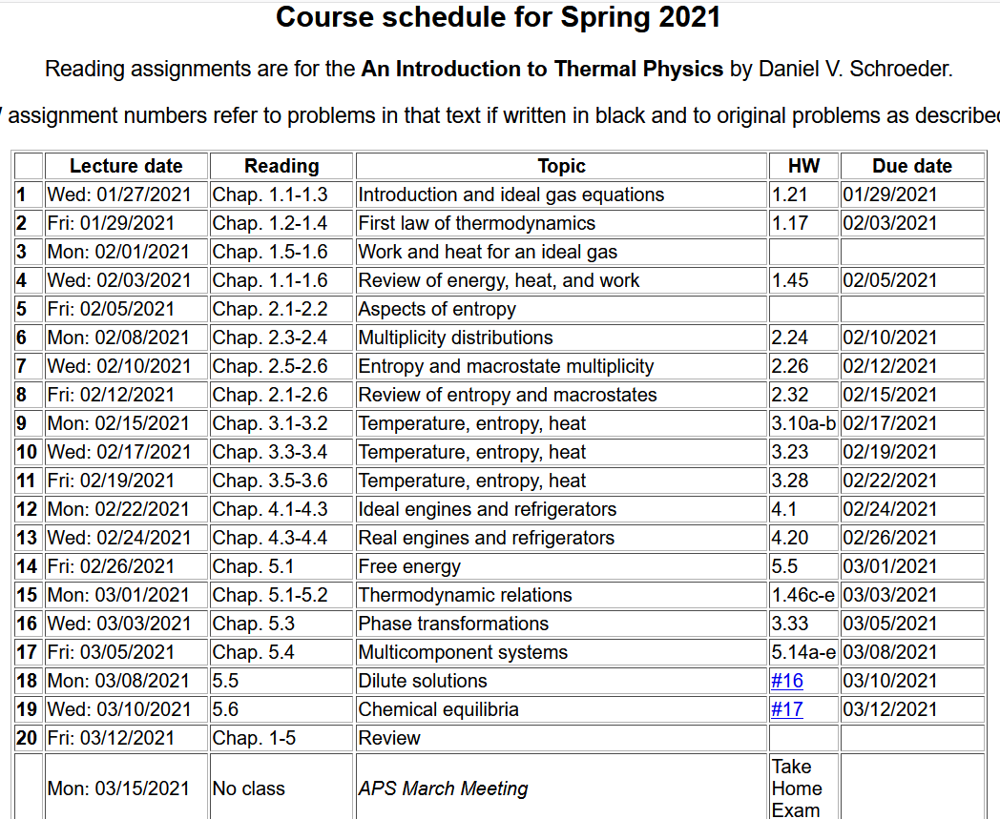 Course schedule for Spring 2021
Reading assignments are for the An Introduction to Thermal Physics by Daniel V. Schroeder.
assignment numbers refer to problems in that text if written in black and to original problems as described
Lecture date Reading Topic HW Due date
1 Wed: 01/27/2021 Chap. 1.1-1.3 Introduction and ideal gas equations 1.21 01/29/2021
2 Fri: 01/29/2021 Chap. 1.2-1.4 First law of thermodynamics 1.17 02/03/2021
3 Mon: 02/01/2021 Chap. 1.5-1.6 Work and heat for an ideal gas
4 Wed: 02/03/2021 Chap. 1.1-1.6 Review of energy, heat, and work 1.45 02/05/2021
5 Fri: 02/05/2021 Chap. 2.1-2.2 Aspects of entropy
6 Mon: 02/08/2021 Chap. 2.3-2.4 Multiplicity distributions 2.24 02/10/2021
7 Wed: 02/10/2021 Chap. 2.5-2.6 Entropy and macrostate multiplicity 2.26 02/12/2021
8 Fri: 02/12/2021 Chap. 2.1-2.6 Review of entropy and macrostates 2.32 02/15/2021
9 Mon: 02/15/2021 Chap. 3.1-3.2 Temperature, entropy, heat 3.10a-b 02/17/2021
10 Wed: 02/17/2021 Chap. 3.3-3.4 Temperature, entropy, heat 3.23 02/19/2021
11 Fri: 02/19/2021 Chap. 3.5-3.6 Temperature, entropy, heat 3.28 02/22/2021
12 Mon: 02/22/2021 Chap. 4.1-4.3 Ideal engines and refrigerators 4.1 02/24/2021
13 Wed: 02/24/2021 Chap. 4.3-4.4 Real engines and refrigerators 4.20 02/26/2021
14 Fri: 02/26/2021 Chap. 5.1 Free energy 5.5 03/01/2021
15 Mon: 03/01/2021 Chap. 5.1-5.2 Thermodynamic relations 1.46c-e 03/03/2021
16 Wed: 03/03/2021 Chap. 5.3 Phase transformations 3.33 03/05/2021
17 Fri: 03/05/2021 Chap. 5.4 Multicomponent systems 5.14a-e 03/08/2021
18 Mon: 03/08/2021 5.5 Dilute solutions #16 03/10/2021
19 Wed: 03/10/2021 5.6 Chemical equilibria #17 03/12/2021
20 Fri: 03/12/2021 Chap. 1-5 Review
Mon: 03/15/2021 No class APS March Meeting Take
Home
Exam